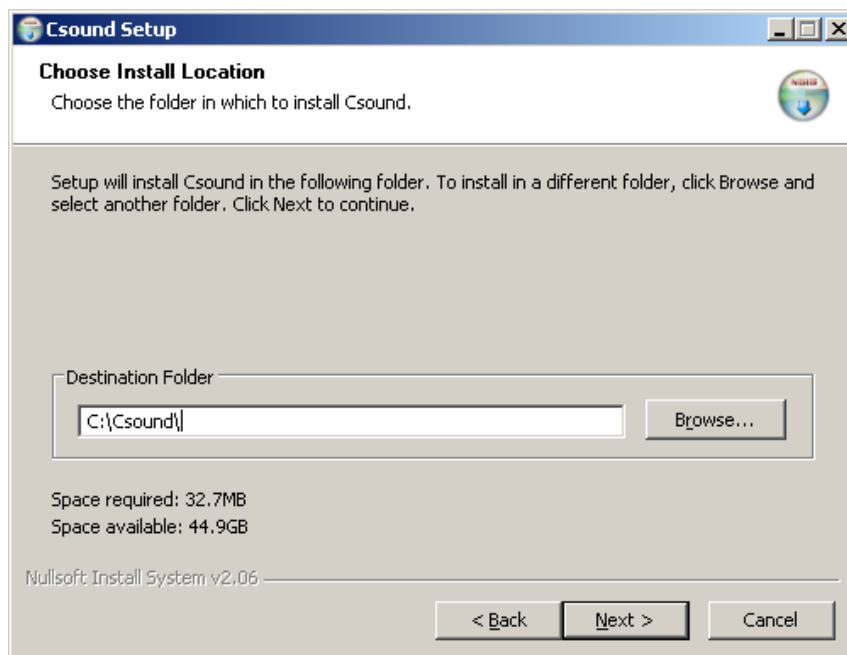 Csound Setup
Choose Install Location
Choose the folder in which to install Csound.
Setup will install Csound in the following folder. To install in a different folder, click Browse and
select another folder. Click Next to continue.
Destination Folder
C:\Csound\
Browse...
Space required: 32.7MB
Space available: 44.9GB
Nullsoft Install System v2.06
< Back
Next >
Cancel